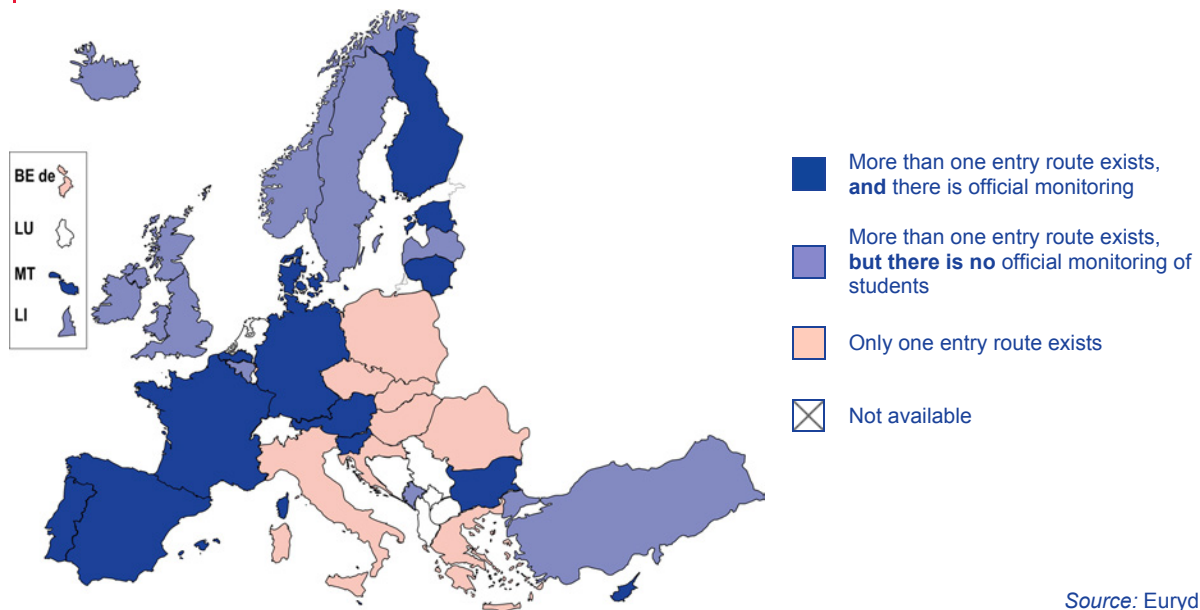 BE de
LU
MT
LI
More than one entry route exists,
and there is official monitoring
More than one entry route exists,
but there is no official monitoring of
students
Only one entry route exists
Not available
Source: Euryd